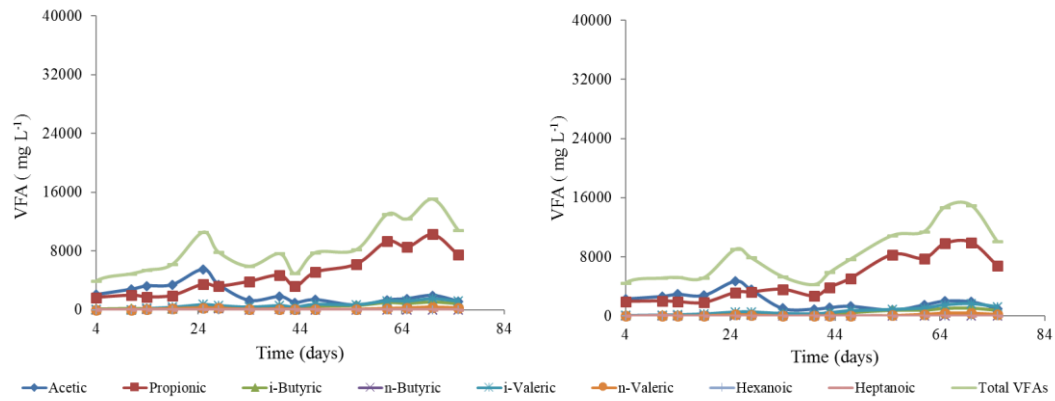 40000
32000
24000
16000
8000
0
VFA ( mg L-1)
4 24 44 64 84
Time (days)
40000
32000
24000
16000
8000
0
VFA ( mg L-1)
4 24 44 64 84
Time (days)
Acetic Propionic i-Butyric n-Butyric i-Valeric n-Valeric Hexanoic Heptanoic Total VFAs